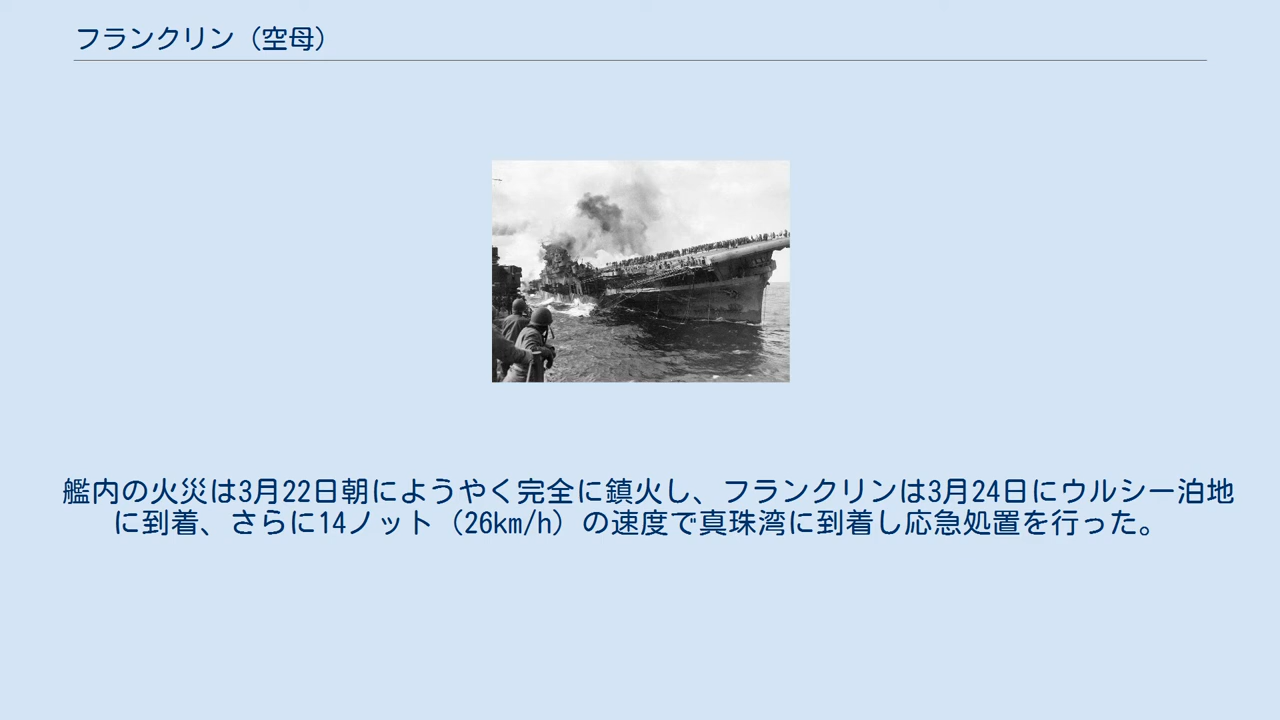 フランクリン（空母）
艦内の火災は3月22日朝にようやく完全に鎮火し、フランクリンは3月24日にウルシー泊地
に到着、さらに14ノット（26km/h）の速度で真珠湾に到着し応急処置を行った。